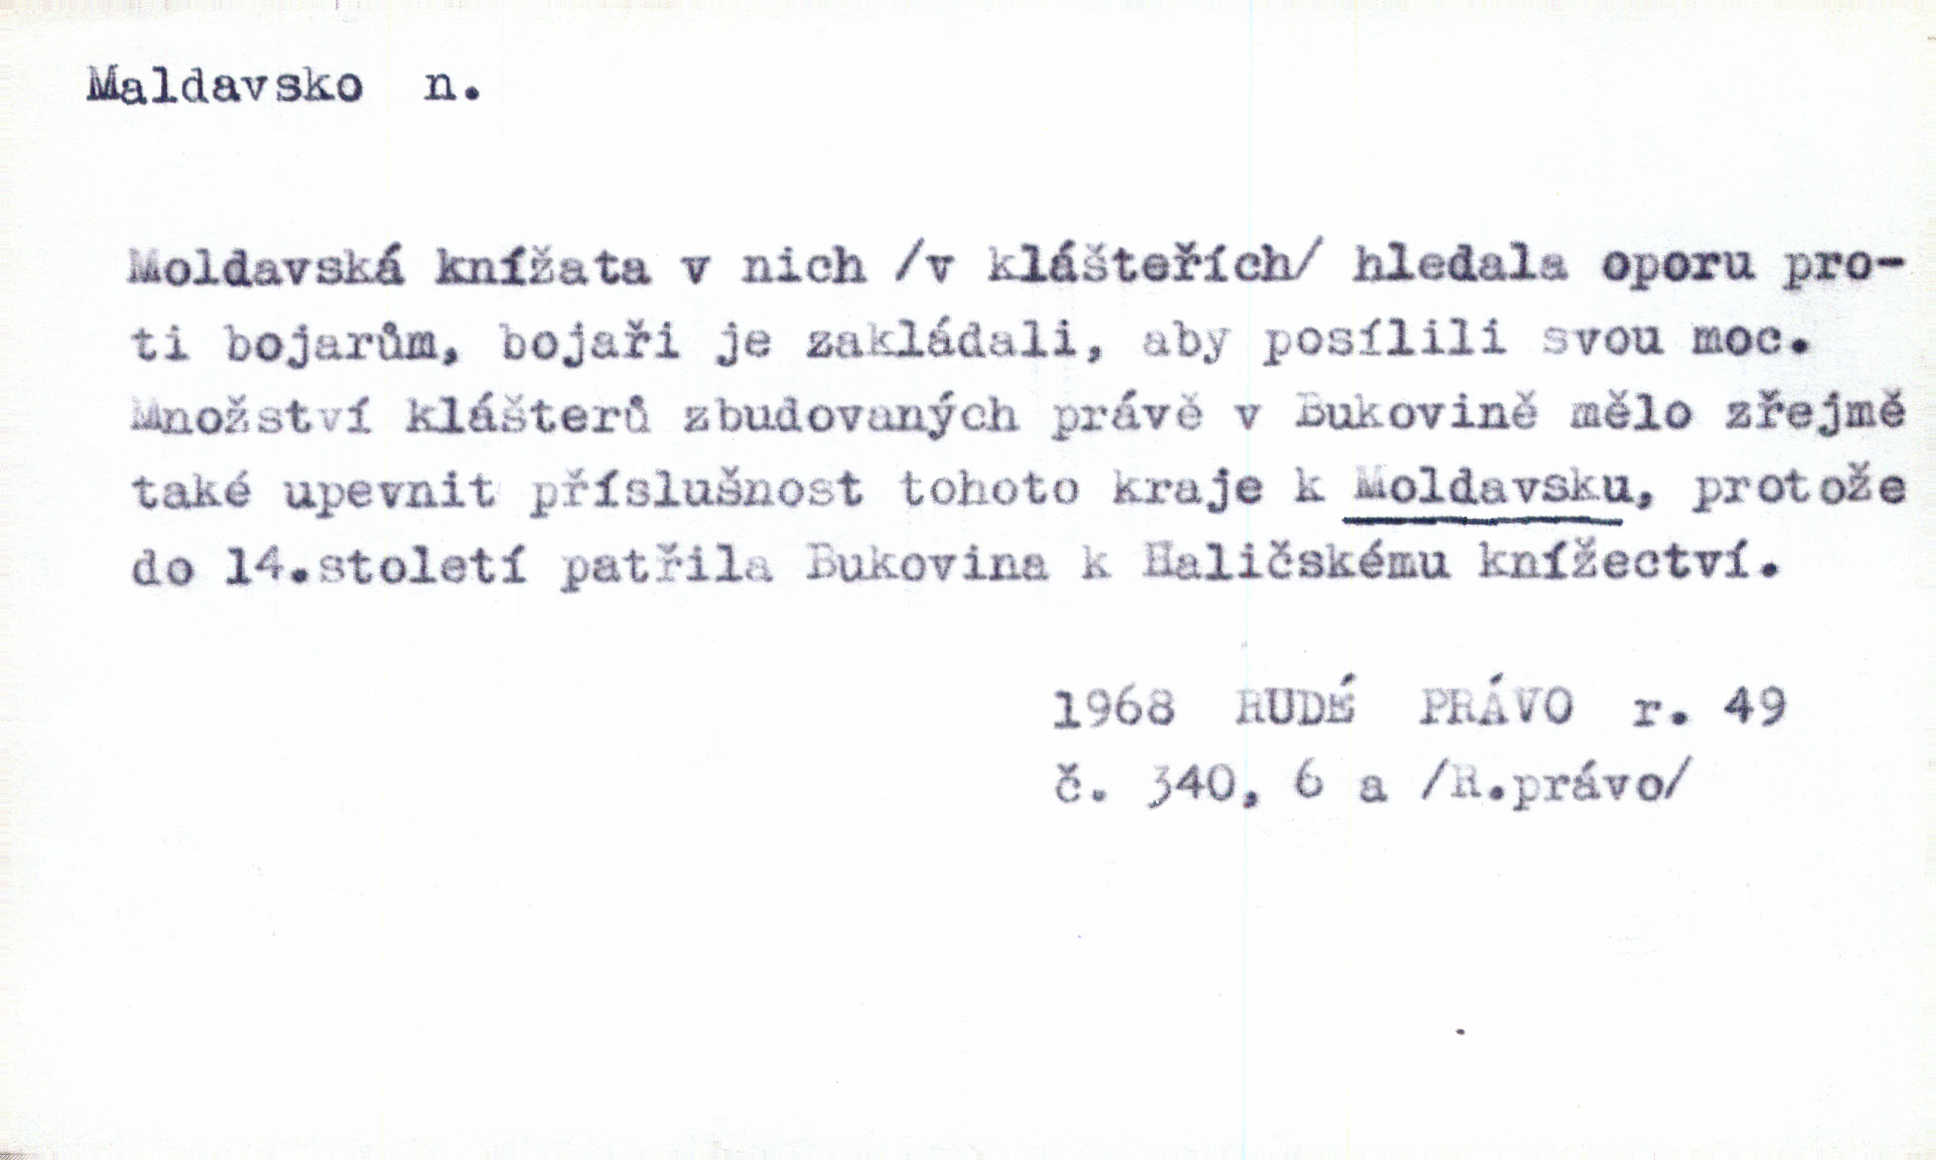 Maldavsko n.
Moldavská knížata v nich /v klášteřích/ hledala oporu pro-
ti bojarům, bojaři je zakládali, aby posílili svou moc.
Množství klášterů zbudovaných právě v Bukovině mělo zřejmě
také upevnit příslušnost tohoto kraje k Moldavsku, protože
do 14.století patřila Bukovina k Haličskému knížectví.
1968 RUDÉ PRÁVO r. 49
č. 340, 6 a /R.právo/